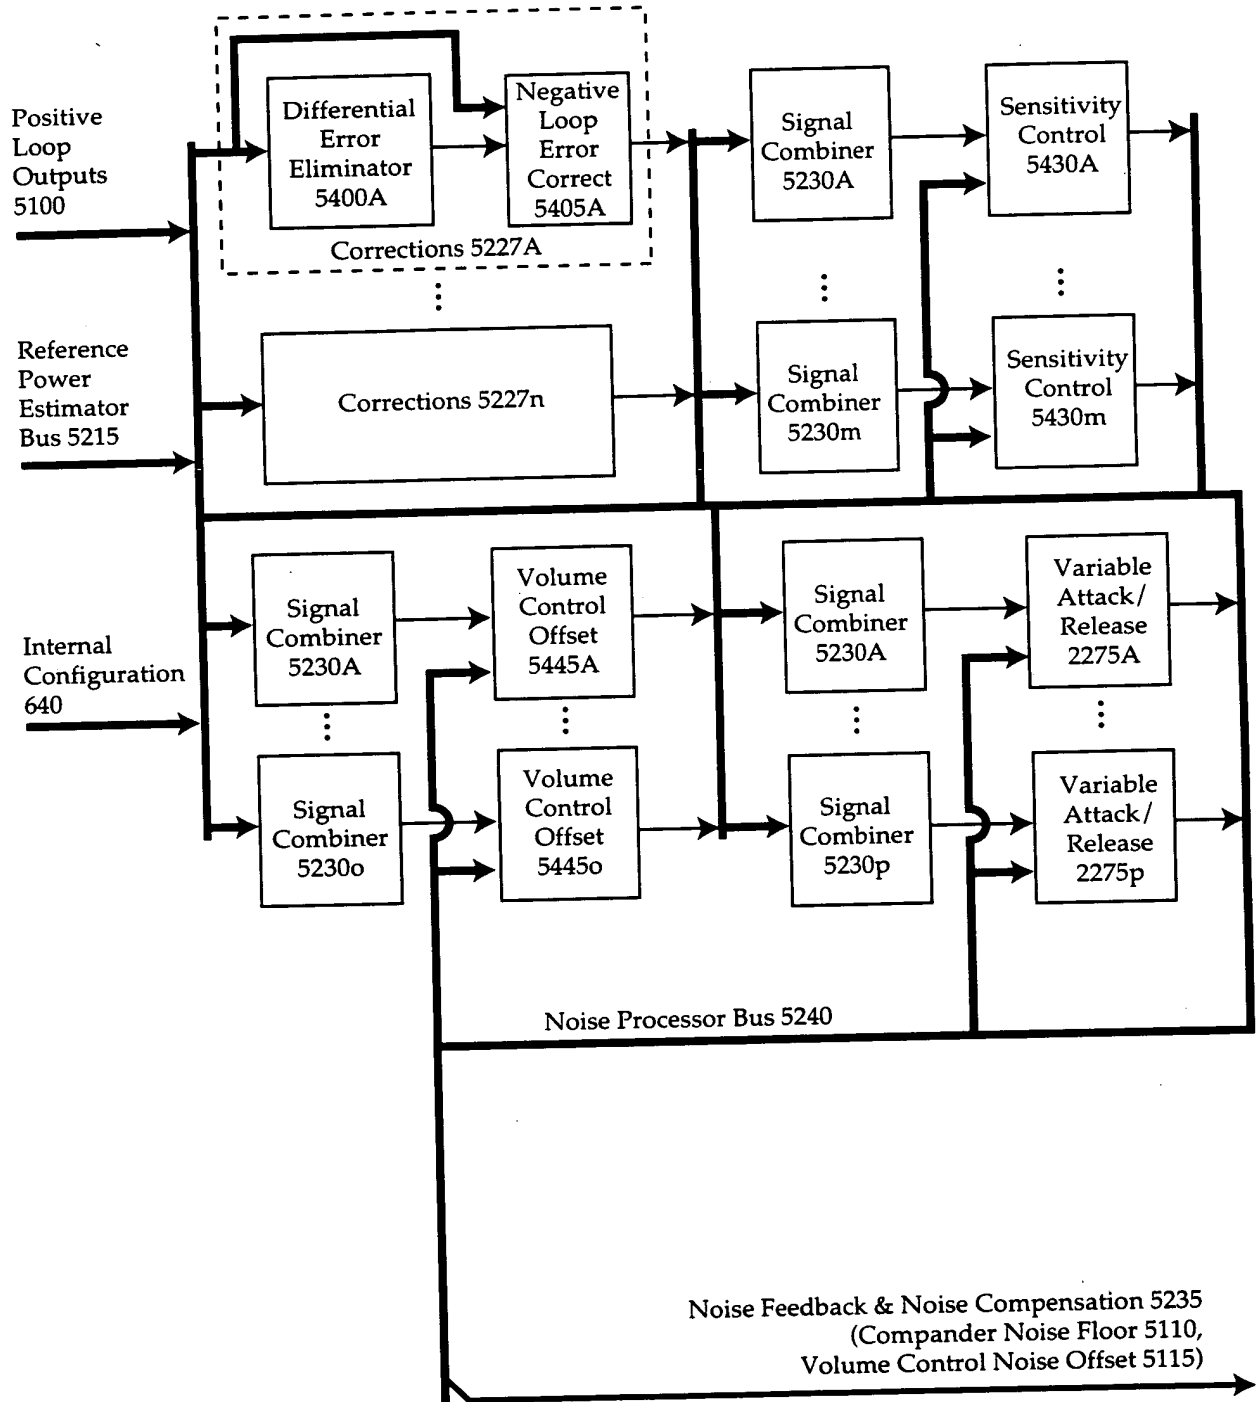 Positive
Loop
Outputs
5100
Differential
Error
Eliminator
5400A
Negative
Loop
Error
Correct
5405A
Corrections 5227A
Signal
Combiner
5230A
Sensitivity
Control
5430A
Reference
Power
Estimator
Bus 5215
Corrections 5227n
Signal
Combiner
5230m
Sensitivity
Control
5430m
Internal
Configuration
640
Signal
Combiner
5230A
Volume
Control
Offset
5445A
Signal
Combiner
5230A
Variable
Attack/
Release
2275A
Signal
Combiner
5230o
Volume
Control
Offset
5445o
Signal
Combiner
5230p
Variable
Attack/
Release
2275p
Noise Processor Bus 5240
Noise Feedback & Noise Compensation 5235
(Compander Noise Floor 5110,
Volume Control Noise Offset 5115)